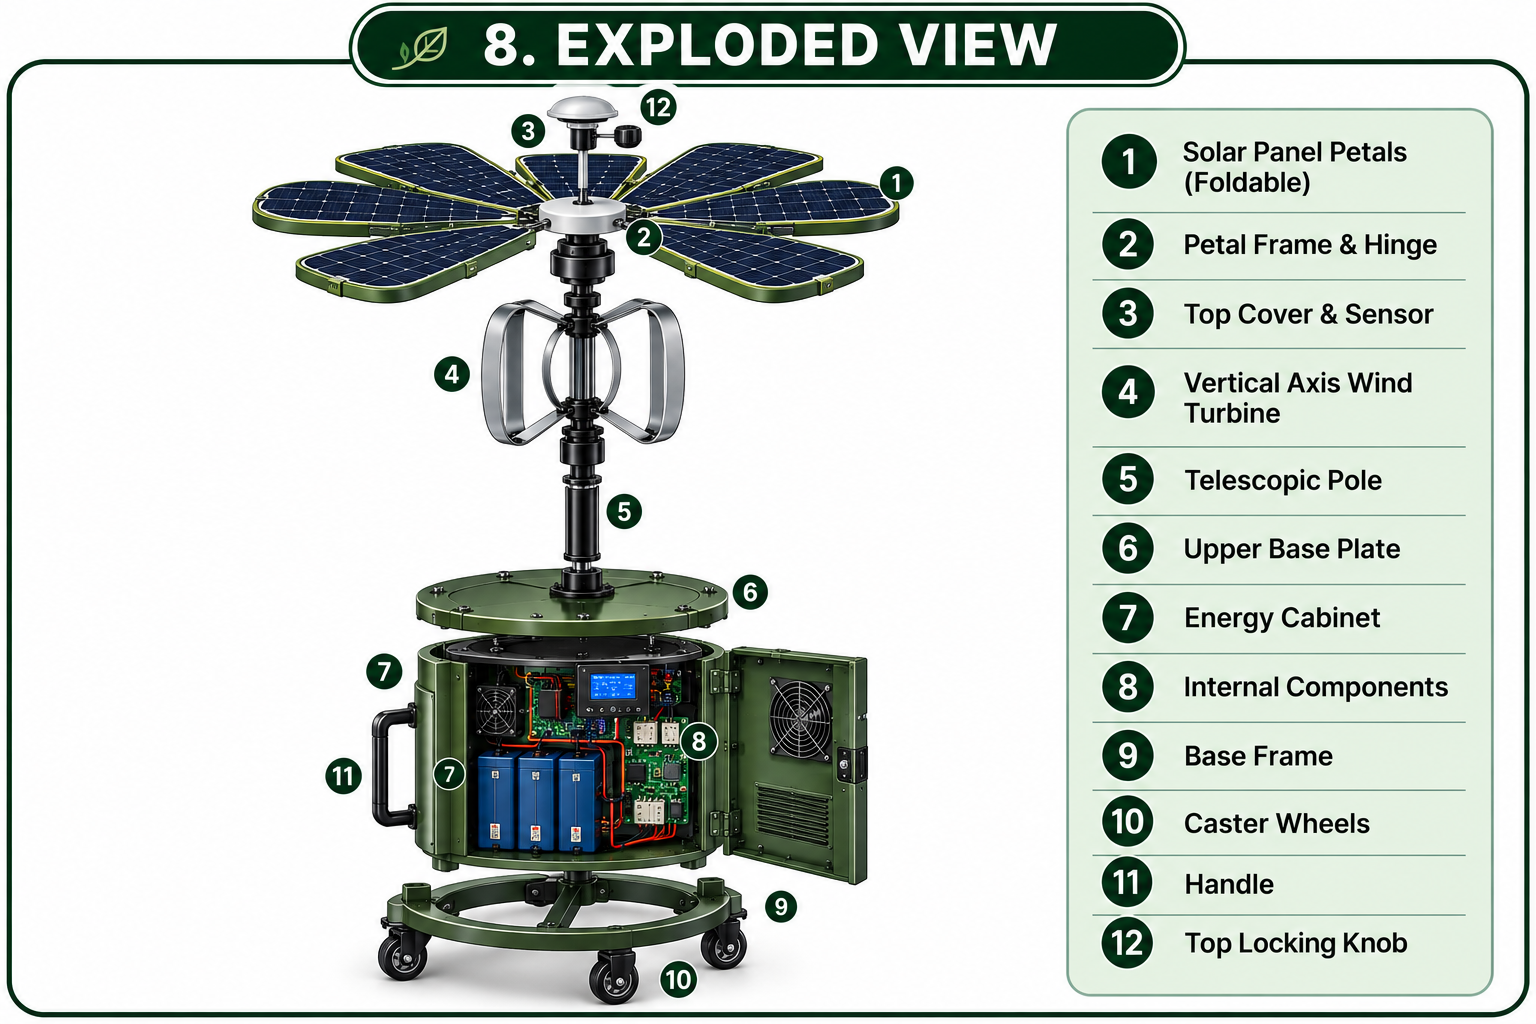 8. EXPLODED VIEW
12
3
1
2
4
5
6
7
8
7
11
9
10
1 Solar Panel Petals
(Foldable)
2 Petal Frame & Hinge
3 Top Cover & Sensor
4 Vertical Axis Wind
Turbine
5 Telescopic Pole
6 Upper Base Plate
7 Energy Cabinet
8 Internal Components
9 Base Frame
10 Caster Wheels
11 Handle
12 Top Locking Knob